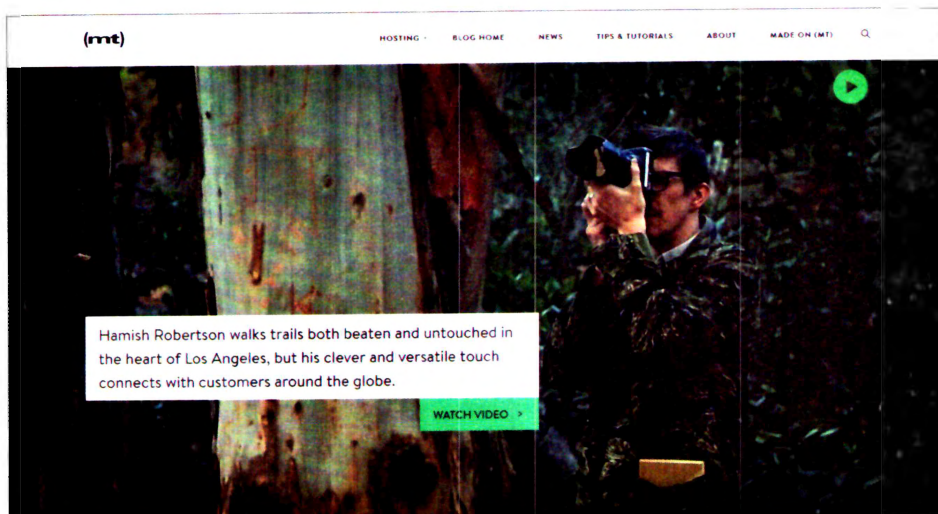 (mt)
HOSTING
BLOG HOME
NEWS
TIPS & TUTORIALS
ABOUT
MADE ON (MT)
Hamish Robertson walks trails both beaten and untouched in
the heart of Los Angeles, but his clever and versatile touch
connects with customers around the globe.
WATCH VIDEO >